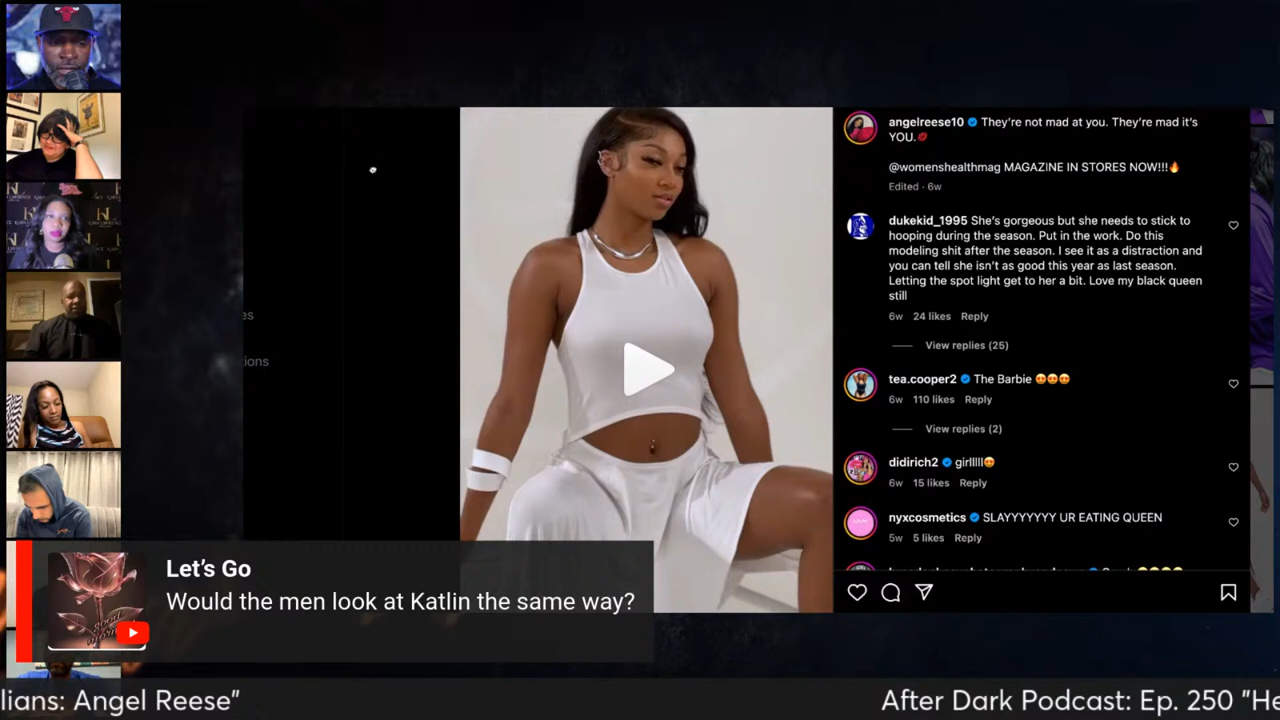 angelreese10 They're not mad at you. They're mad it's
YOU.💋
@womenshealthmag MAGAZINE IN STORES NOW!!!🔥
Edited · 6w
dukekid_1995 She's gorgeous but she needs to stick to
hooping during the season. Put in the work. Do this
modeling shit after the season. I see it as a distraction and
you can tell she isn't as good this year as last season.
Letting the spot light get to her a bit. Love my black queen
still
6w 24 likes Reply
View replies (25)
tea.cooper2 The Barbie 😍😍😍
6w 110 likes Reply
View replies (2)
didirich2 girlllll😍
6w 15 likes Reply
nyxcosmetics SLAYYYYYYY UR EATING QUEEN
5w 5 likes Reply
es
ions
Let's Go
Would the men look at Katlin the same way?
lians: Angel Reese" After Dark Podcast: Ep. 250 "He